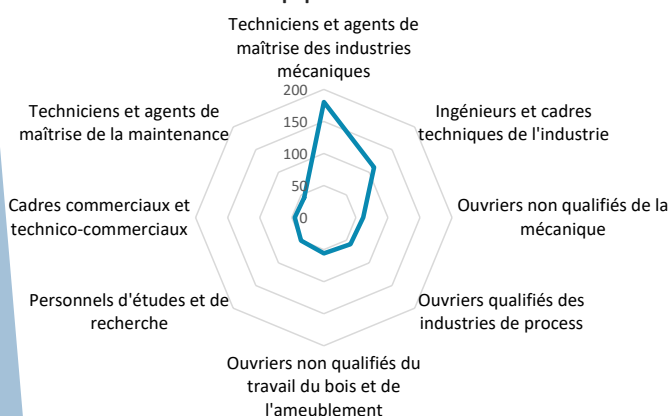 Techniciens et agents de
maîtrise des industries
mécaniques
Ingénieurs et cadres
techniques de l'industrie
Ouvriers non qualifiés de la
mécanique
Ouvriers qualifiés des
industries de process
Ouvriers non qualifiés du
travail du bois et de
l'ameublement
Personnels d'études et de
recherche
Cadres commerciaux et
technico-commerciaux
Techniciens et agents de
maîtrise de la maintenance
200
150
100
50
0